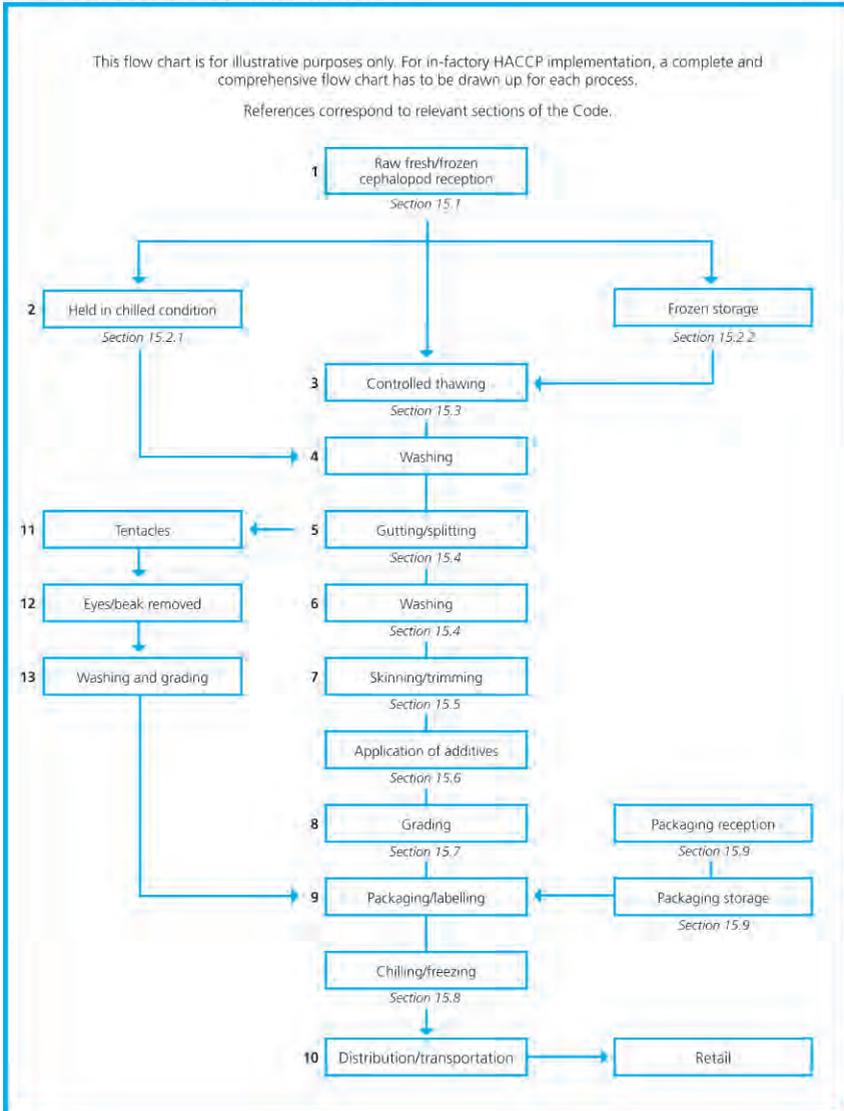 This flow chart is for illustrative purposes only. For in-factory HACCP implementation, a complete and
comprehensive flow chart has to be drawn up for each process.
References correspond to relevant sections of the Code.
1
Raw fresh/frozen
cephalopod reception
Section 15.1
2
Held in chilled condition
Section 15.2.1
Frozen storage
Section 15.2.2
3
Controlled thawing
Section 15.3
4
Washing
11
Tentacles
5
Gutting/splitting
Section 15.4
12
Eyes/beak removed
6
Washing
Section 15.4
13
Washing and grading
7
Skinning/trimming
Section 15.5
Application of additives
Section 15.6
8
Grading
Section 15.7
Packaging reception
Section 15.9
9
Packaging/labelling
Packaging storage
Section 15.9
Chilling/freezing
Section 15.8
10
Distribution/transportation
Retail